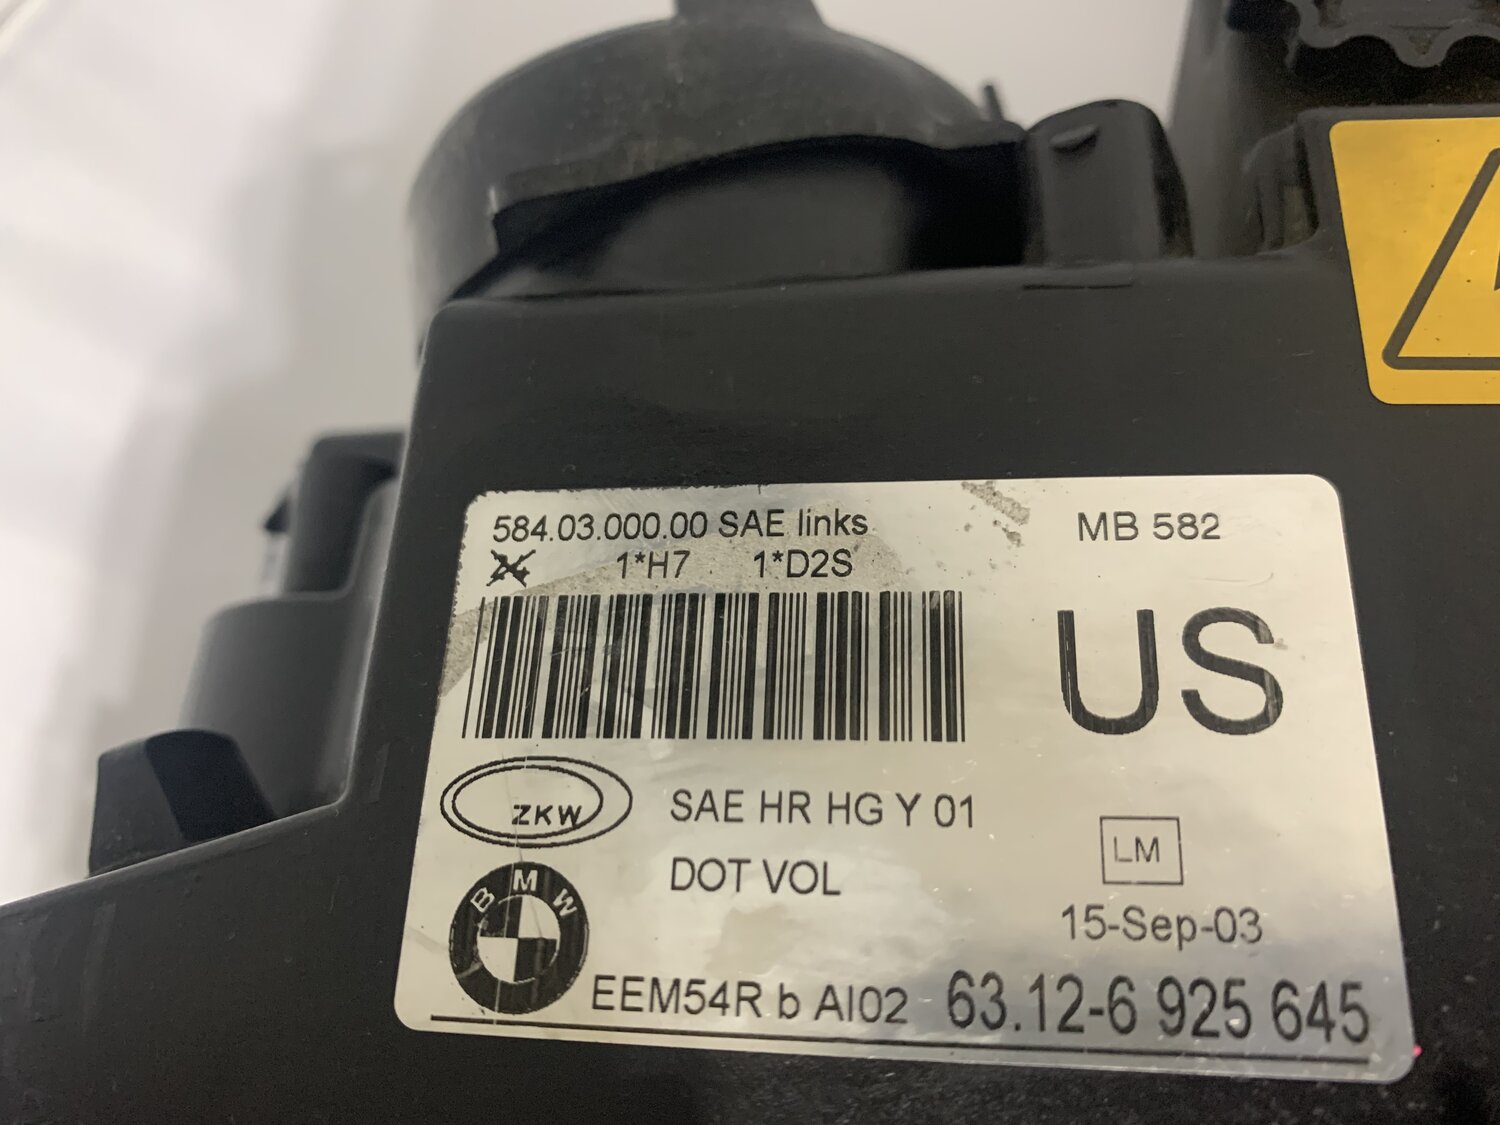 584.03.000.00 SAE links
MB 582
1*H7 1*D2S
US
ZKW
SAE HR HG Y 01
LM
DOT VOL
15-Sep-03
BMW
EEM54R b AI02 63.12-6 925 645